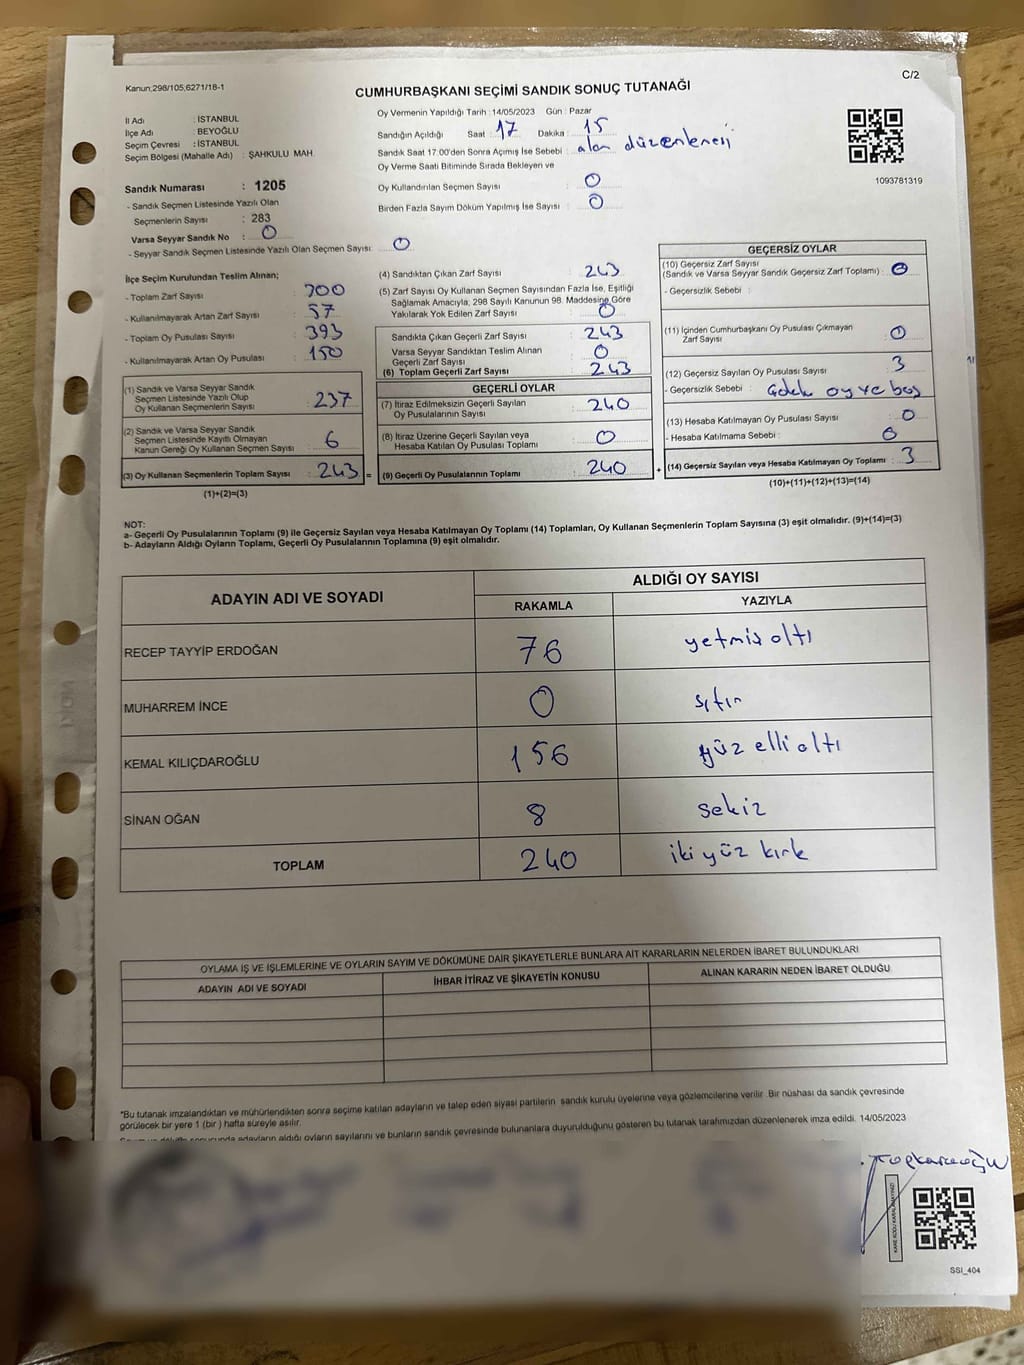 C/2
Kanun;298/105,6271/18-1
CUMHURBAŞKANI SEÇİMİ SANDIK SONUÇ TUTANAĞI
İl Adı : İSTANBUL
İlçe Adı : BEYOĞLU
Seçim Çevresi : İSTANBUL
Seçim Bölgesi (Mahalle Adı) : ŞAHKULU MAH.
Sandık Numarası : 1205
- Sandık Seçmen Listesinde Yazılı Olan
Seçmenlerin Sayısı : 283
Varsa Seyyar Sandık No : 0
- Seyyar Sandık Seçmen Listesinde Yazılı Olan Seçmen Sayısı: 0
Oy Vermenin Yapıldığı Tarih : 14/05/2023 Gün : Pazar
Sandığın Açıldığı Saat : 17 Dakika : 15
Sandık Saat 17:00'den Sonra Açımış İse Sebebi : alan düzenlenesi
Oy Verme Saati Bitiminde Sırada Bekleyen ve
Oy Kullandırılan Seçmen Sayısı : 0
Birden Fazla Sayım Döküm Yapılmış İse Sayısı : 0
1093781319
İlçe Seçim Kurulundan Teslim Alınan;
- Toplam Zarf Sayısı : 300
- Kullanılmayarak Artan Zarf Sayısı : 57
- Toplam Oy Pusulası Sayısı : 393
- Kullanılmayarak Artan Oy Pusulası : 150
(1) Sandık ve Varsa Seyyar Sandık
Seçmen Listesinde Yazılı Olup
Oy Kullanan Seçmenlerin Sayısı : 237
(2) Sandık ve Varsa Seyyar Sandık
Seçmen Listesinde Kayıtlı Olmayan
Kanun Gereği Oy Kullanan Seçmen Sayısı : 6
(3) Oy Kullanan Seçmenlerin Toplam Sayısı : 243 =
(1)+(2)=(3)
(4) Sandıktan Çıkan Zarf Sayısı : 243
(5) Zarf Sayısı Oy Kullanan Seçmen Sayısından Fazla İse, Eşitliği
Sağlamak Amacıyla; 298 Sayılı Kanunun 98. Maddesine Göre
Yakılarak Yok Edilen Zarf Sayısı : 0
Sandıkta Çıkan Geçerli Zarf Sayısı : 243
Varsa Seyyar Sandıktan Teslim Alınan
Geçerli Zarf Sayısı : 0
(6) Toplam Geçerli Zarf Sayısı : 243
GEÇERLİ OYLAR
(7) İtiraz Edilmeksizin Geçerli Sayılan
Oy Pusulalarının Sayısı : 240
(8) İtiraz Üzerine Geçerli Sayılan veya
Hesaba Katılan Oy Pusulası Toplamı : 0
(9) Geçerli Oy Pusulalarının Toplamı : 240 +
GEÇERSİZ OYLAR
(10) Geçersiz Zarf Sayısı
(Sandık ve Varsa Seyyar Sandık Geçersiz Zarf Toplamı) : 0
- Geçersizlik Sebebi :
(11) İçinden Cumhurbaşkanı Oy Pusulası Çıkmayan
Zarf Sayısı : 0
(12) Geçersiz Sayılan Oy Pusulası Sayısı : 3
- Geçersizlik Sebebi : oy ve boş
(13) Hesaba Katılmayan Oy Pusulası Sayısı : 0
- Hesaba Katılmama Sebebi : 0
(14) Geçersiz Sayılan veya Hesaba Katılmayan Oy Toplamı : 3
(10)+(11)+(12)+(13)=(14)
NOT:
a- Geçerli Oy Pusulalarının Toplamı (9) ile Geçersiz Sayılan veya Hesaba Katılmayan Oy Toplamı (14) Toplamları, Oy Kullanan Seçmenlerin Toplam Sayısına (3) eşit olmalıdır. (9)+(14)=(3)
b- Adayların Aldığı Oyların Toplamı, Geçerli Oy Pusulalarının Toplamına (9) eşit olmalıdır.
ADAYIN ADI VE SOYADI ALDIĞI OY SAYISI
RAKAMLA YAZIYLA
RECEP TAYYİP ERDOĞAN 76 yetmiş altı
MUHARREM İNCE 0 sıfır
KEMAL KILIÇDAROĞLU 156 yüz elli altı
SİNAN OĞAN 8 sekiz
TOPLAM 240 iki yüz kırk
OYLAMA İŞ VE İŞLEMLERİNE VE OYLARIN SAYIM VE DÖKÜMÜNE DAİR ŞİKAYETLERLE BUNLARA AİT KARARLARIN NELERDEN İBARET BULUNDUKLARI
ADAYIN ADI VE SOYADI İHBAR İTİRAZ VE ŞİKAYETİN KONUSU ALINAN KARARIN NEDEN İBARET OLDUĞU
*Bu tutanak imzalandıktan ve mühürlendikten sonra seçime katılan adayların ve talep eden siyasi partilerin sandık kurulu üyelerine veya gözlemcilerine verilir. Bir nüshası da sandık çevresinde
görülecek bir yere 1 (bir ) hafta süreyle asılır.
sonucunda adayların aldığı oyların sayılarını ve bunların sandık çevresinde bulunanlara duyurulduğunu gösteren bu tutanak tarafımızdan düzenlenerek imza edildi. 14/05/2023
SSI_404